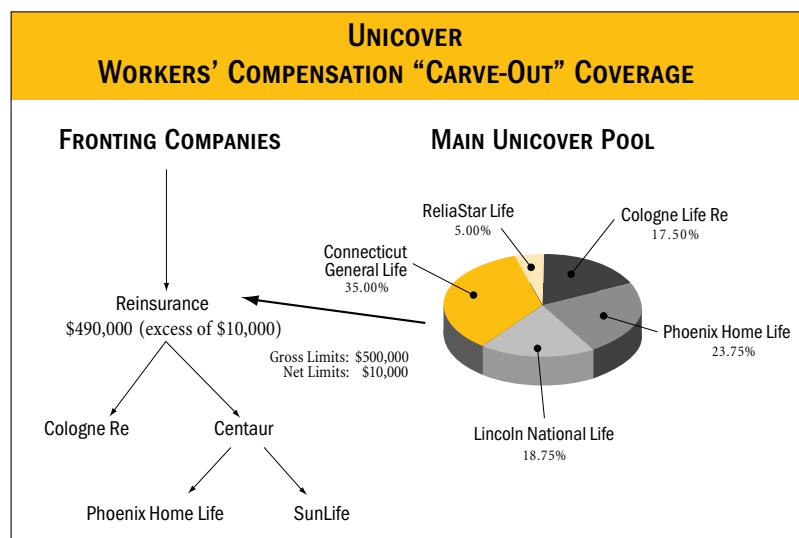 UNICOVER
WORKERS' COMPENSATION “CARVE-OUT” COVERAGE
FRONTING COMPANIES
Reinsurance
$490,000 (excess of $10,000)
Cologne Re
Centaur
Phoenix Home Life
SunLife
MAIN UNICOVER POOL
ReliaStar Life
5.00%
Cologne Life Re
17.50%
Connecticut
General Life
35.00%
Phoenix Home Life
23.75%
Gross Limits: $500,000
Net Limits: $10,000
Lincoln National Life
18.75%